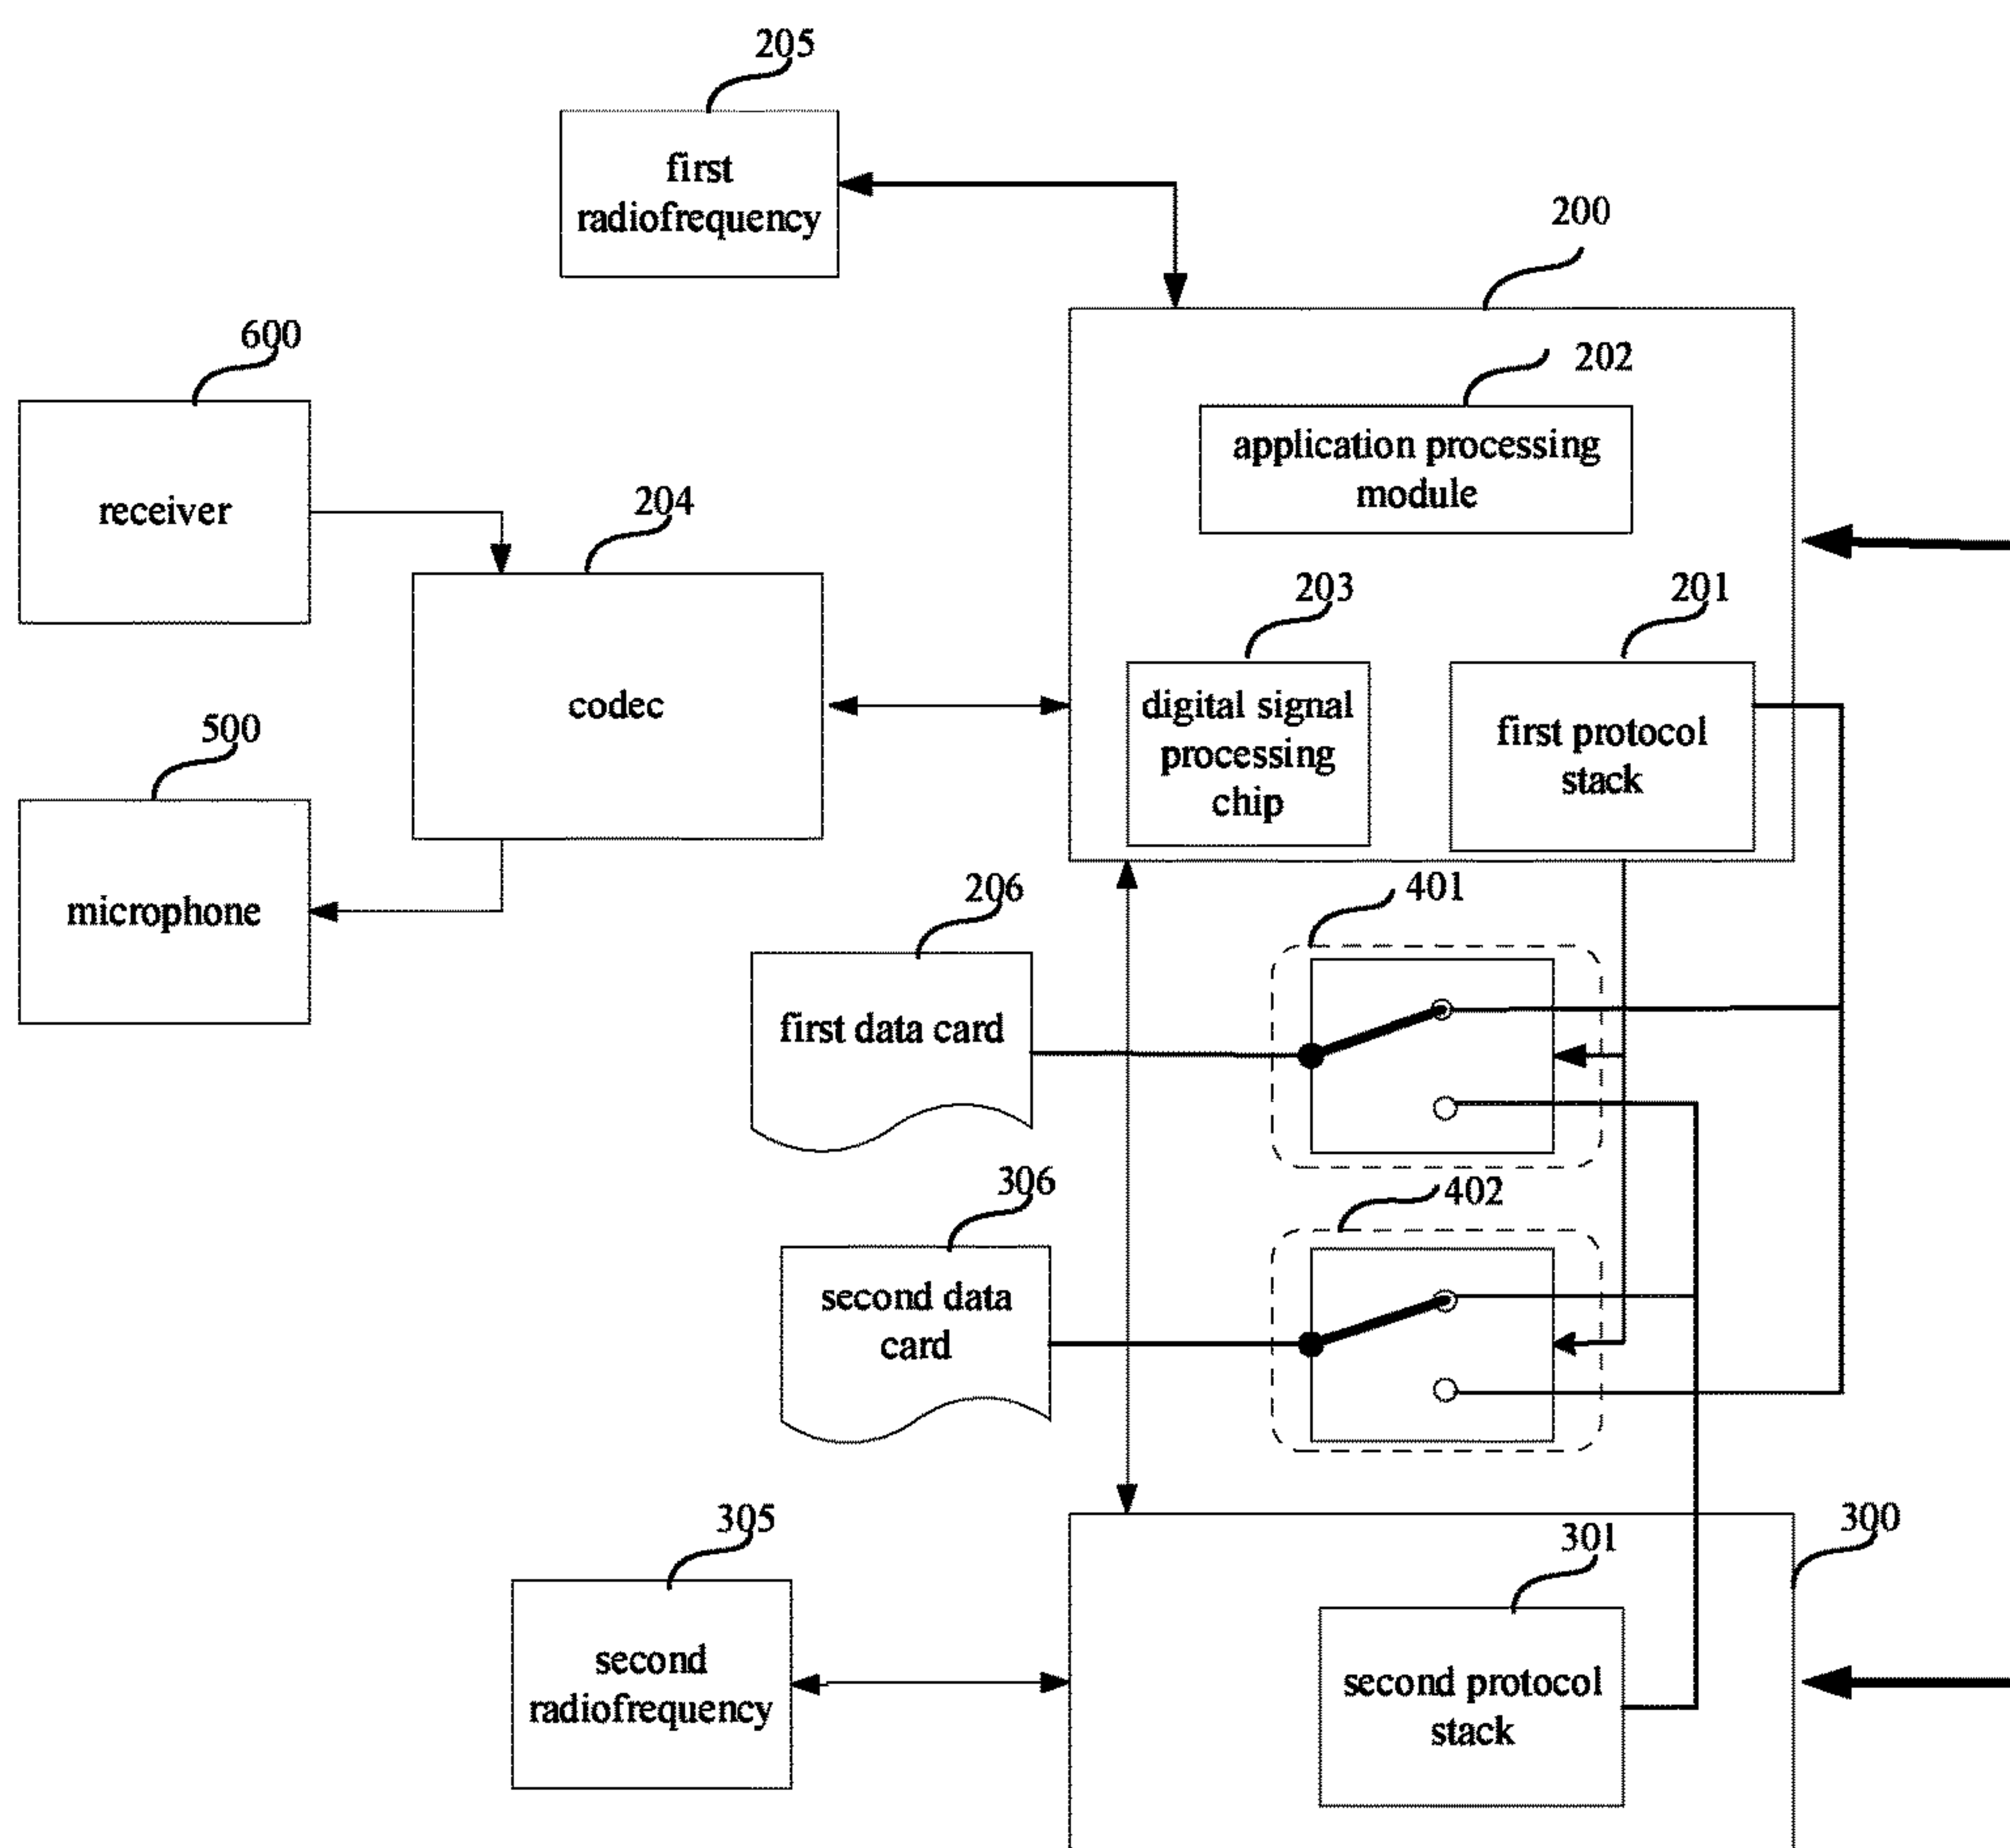 205
first
radiofrequency
200
600
202
application processing
module
receiver
204
203
201
codec
digital signal
processing
chip
first protocol
stack
500
microphone
206
401
first data card
306
402
second data
card
305
301
300
second
radiofrequency
second protocol
stack